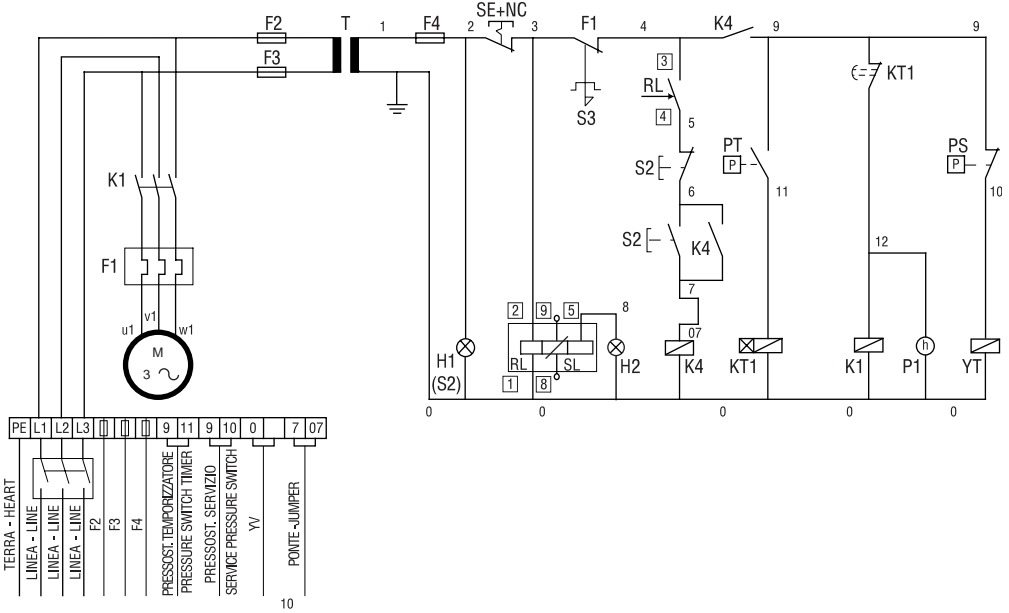 SE+NC
F2 T 1 F4 2 3 F1 4 K4 9 9
F3
3
RL
4
5
KT1
S3
S2
PT
P
PS
P
K1
6
11
10
F1
S2
K4
12
7
u1 v1 w1
M
3
2 9 5 8
07
h
RL SL
1 8
H1
(S2)
H2 K4 KT1 K1 P1 YT
0 0 0 0 0
PE L1 L2 L3 9 11 9 10 0 7 07
TERRA - HEART
LINEA - LINE
LINEA - LINE
LINEA - LINE
F2
F3
F4
PRESSOST. TEMPORIZZATORE
PRESSURE SWITCH TIMER
PRESSOST. SERVIZIO
SERVICE PRESSURE SWITCH
YV
PONTE -JUMPER
10